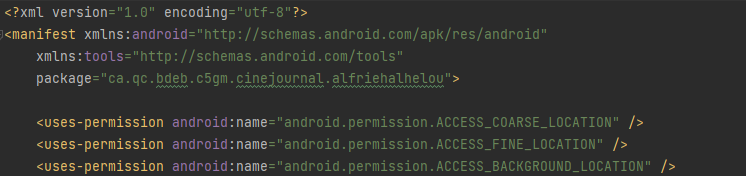 <?xml version="1.0" encoding="utf-8"?>
<manifest xmlns:android="http://schemas.android.com/apk/res/android"
    xmlns:tools="http://schemas.android.com/tools"
    package="ca.qc.bdeb.c5gm.cinejournal.alfriehalhelou">

    <uses-permission android:name="android.permission.ACCESS_COARSE_LOCATION" />
    <uses-permission android:name="android.permission.ACCESS_FINE_LOCATION" />
    <uses-permission android:name="android.permission.ACCESS_BACKGROUND_LOCATION" />